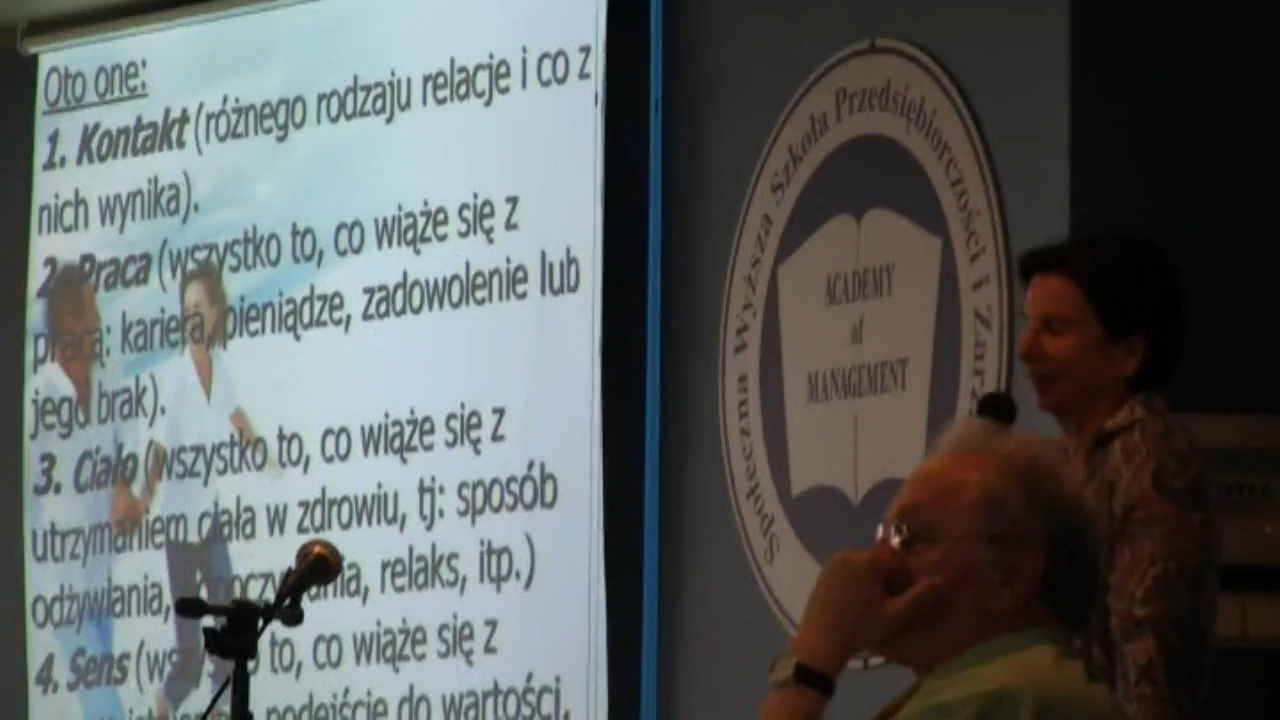 Oto one:
1. Kontakt (różnego rodzaju relacje i co z
nich wynika).
2. Praca (wszystko to, co wiąże się z
pracą: kariera, pieniądze, zadowolenie lub
jego brak).
3. Ciało (wszystko to, co wiąże się z
utrzymaniem ciała w zdrowiu, tj: sposób
odżywiania, relaks, itp.)
4. Sens to, co wiąże się z
podejście do wartości,
Społeczna Wyższa Szkoła Przedsiębiorczości i
ACADEMY
of
MANAGEMENT